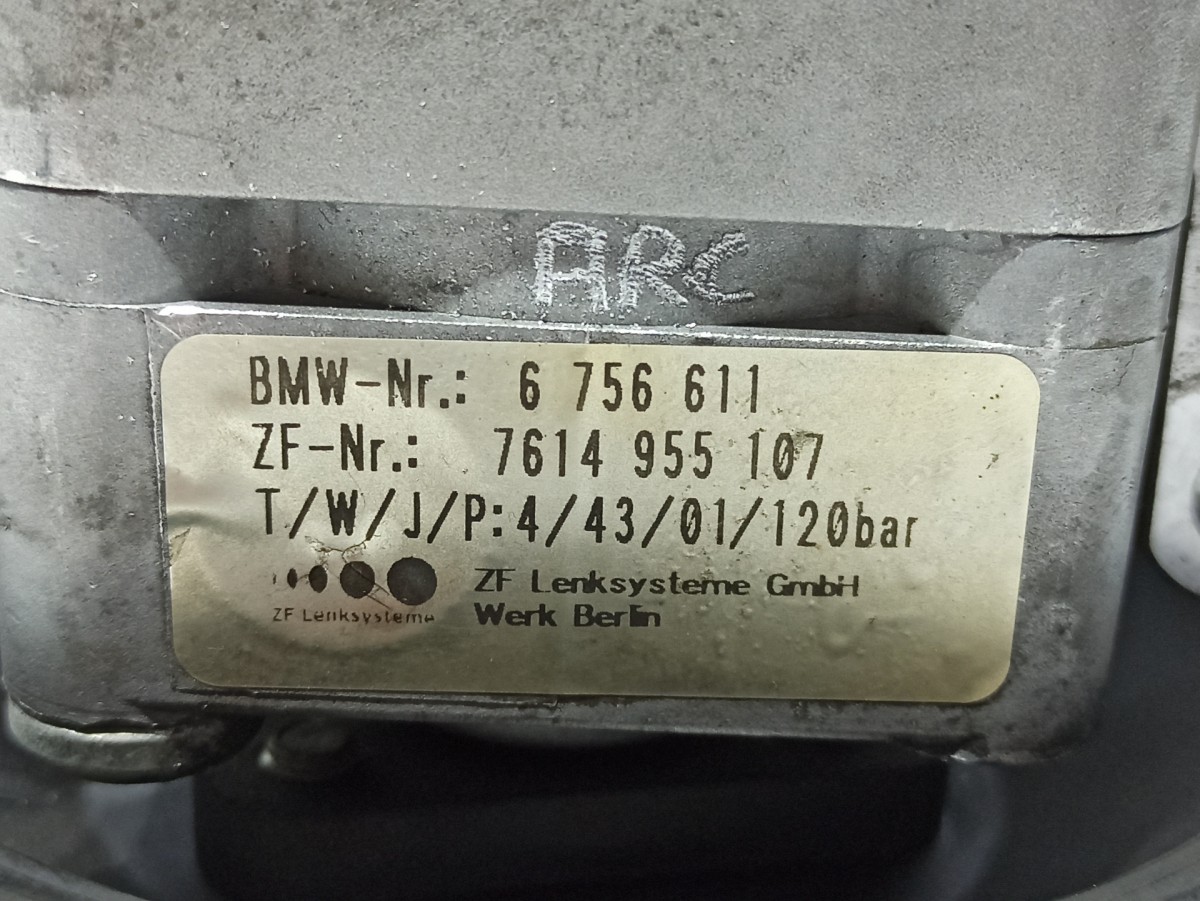 ARC
BMW-Nr.: 6 756 611
ZF-Nr.: 7614 955 107
T/W/J/P:4/43/01/120bar
ZF Lenksysteme GmbH
ZF Lenksysteme
Werk Berlin